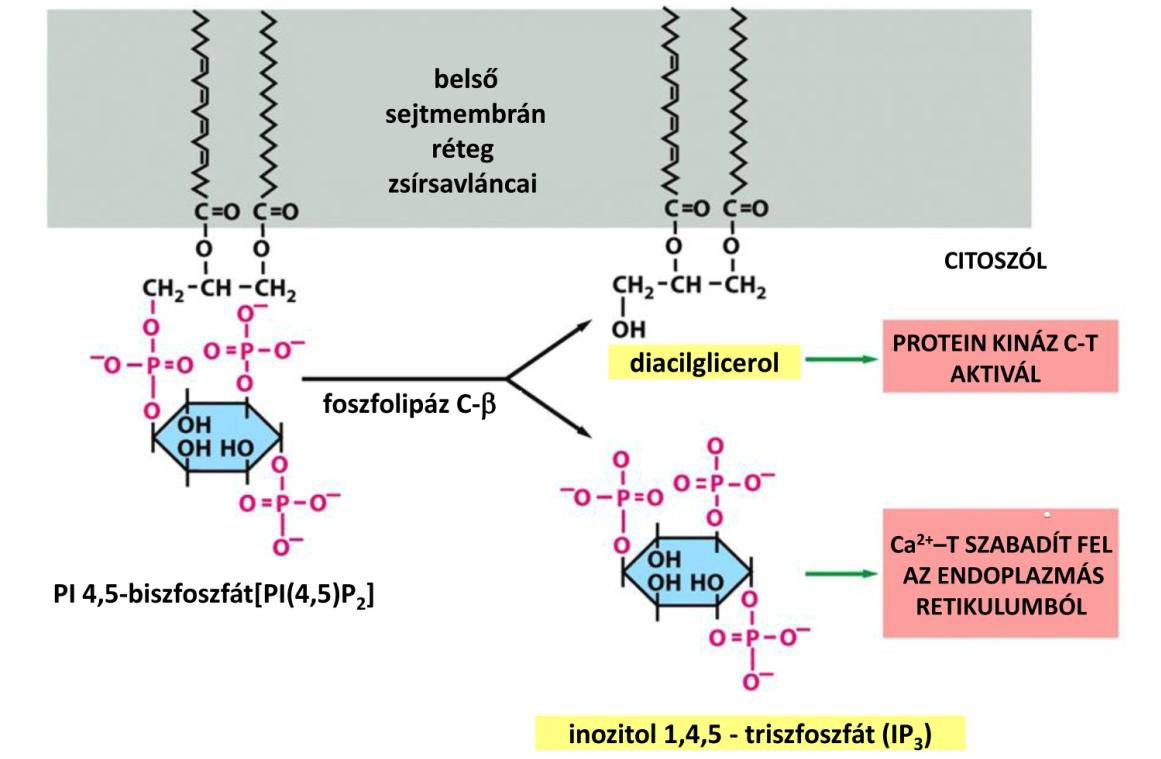 belső
sejtmembrán
réteg
zsírsavláncai
C=O C=O
C=O C=O
O O
O O
CITOSZÓL
CH₂-CH-CH₂
CH₂-CH-CH₂
OH
O O⁻
⁻O-P=O O=P-O⁻
O O
diacilglicerol
PROTEIN KINÁZ C-T
AKTIVÁL
foszfolipáz C-β
OH
OH HO
O
O=P-O⁻
O⁻
PI 4,5-biszfoszfát[PI(4,5)P₂]
O O
⁻O-P=O O=P-O⁻
O O
OH
OH HO
O
O=P-O⁻
O⁻
Ca²⁺–T SZABADÍT FEL
AZ ENDOPLAZMÁS
RETIKULUMBÓL
inozitol 1,4,5 - triszfoszfát (IP₃)